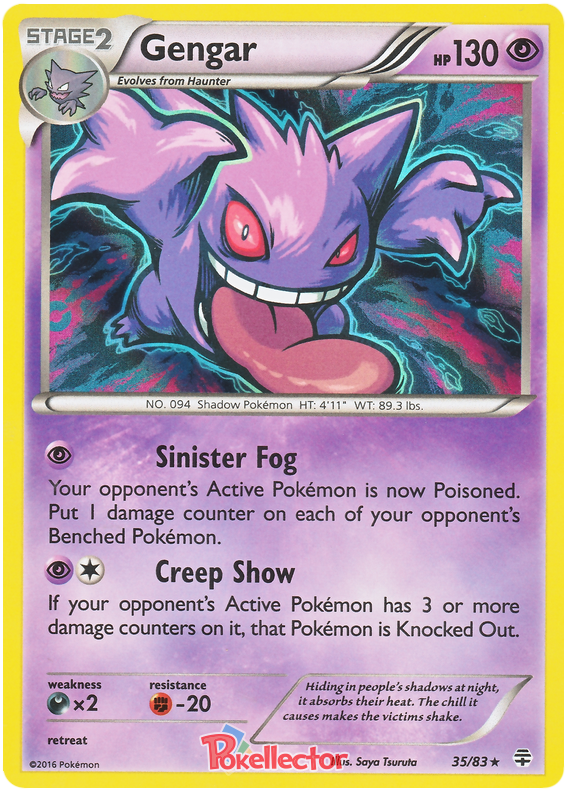 STAGE2
Gengar
HP 130
Evolves from Haunter
NO. 094 Shadow Pokémon HT: 4'11" WT: 89.3 lbs.
Sinister Fog
Your opponent's Active Pokémon is now Poisoned.
Put 1 damage counter on each of your opponent's
Benched Pokémon.
Creep Show
If your opponent's Active Pokémon has 3 or more
damage counters on it, that Pokémon is Knocked Out.
weakness
×2
resistance
-20
retreat
Hiding in people's shadows at night,
it absorbs their heat. The chill it
causes makes the victims shake.
©2016 Pokémon
Pokellector
Illus. Saya Tsuruta
35/83★